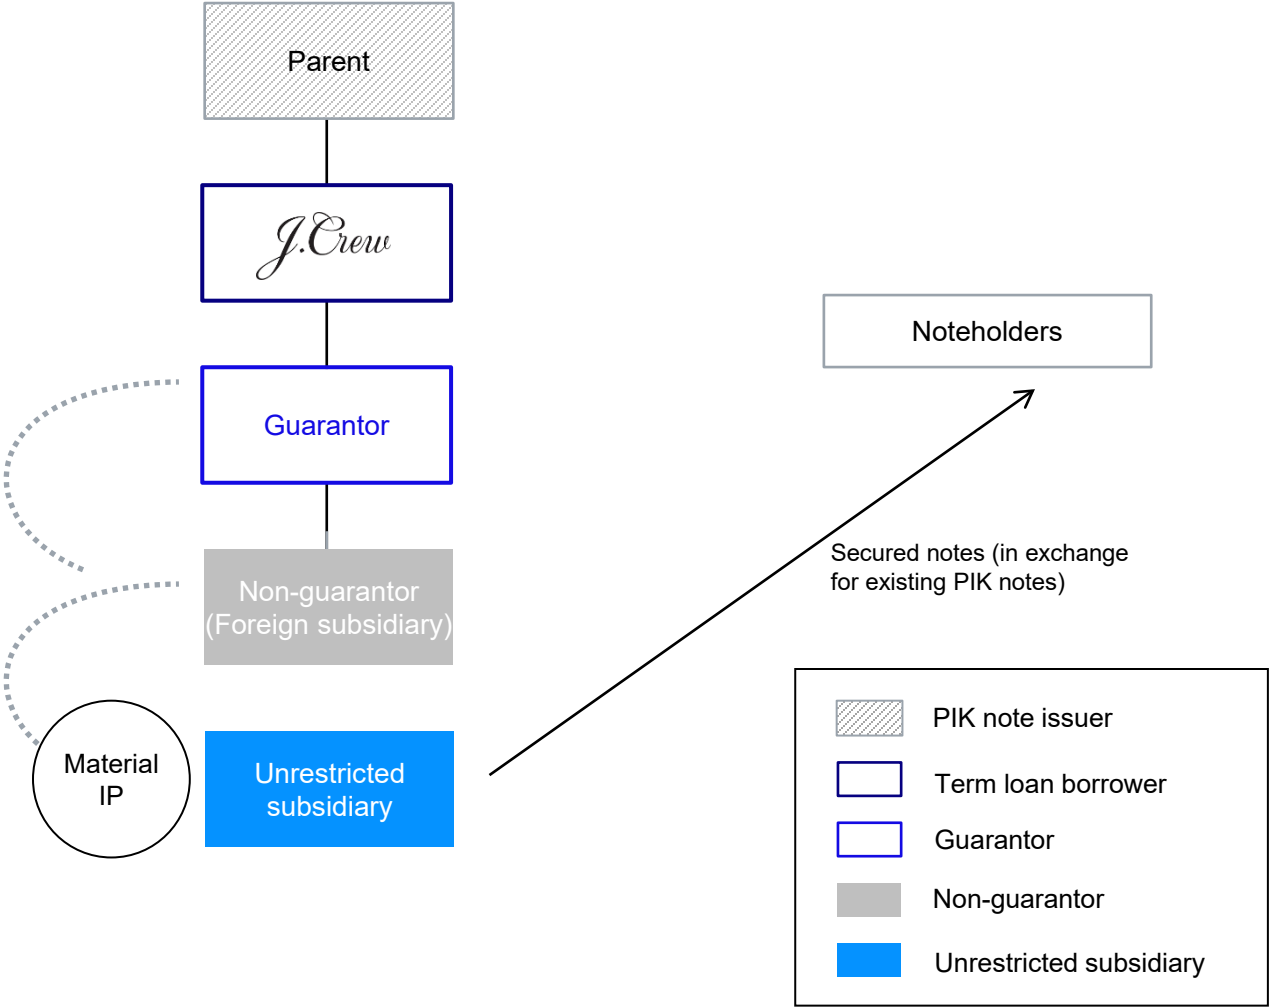 Parent
J.Crew
Guarantor
Non-guarantor
(Foreign subsidiary)
Material
IP
Unrestricted
subsidiary
Noteholders
Secured notes (in exchange
for existing PIK notes)
PIK note issuer
Term loan borrower
Guarantor
Non-guarantor
Unrestricted subsidiary